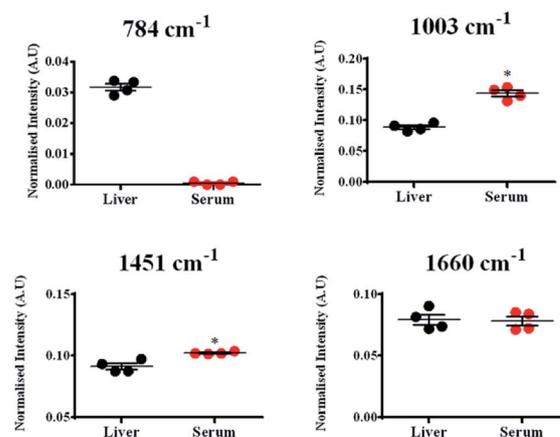 784 cm-1
Normalised Intensity (A.U)
0.04
0.03
0.02
0.01
0.00
Liver Serum
1003 cm-1
Normalised Intensity (A.U)
0.20
0.15
0.10
0.05
0.00
*
Liver Serum
1451 cm-1
Normalised Intensity (A.U)
0.15
0.10
0.05
*
Liver Serum
1660 cm-1
Normalised Intensity (A.U)
0.10
0.05
0.00
Liver Serum